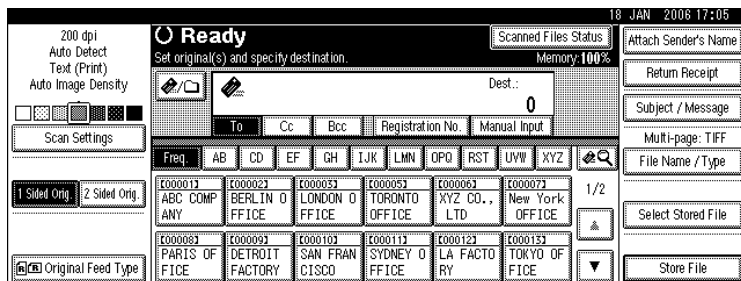 18 JAN 2006 17:05
200 dpi
Auto Detect
Text (Print)
Auto Image Density
Scan Settings
1 Sided Orig. 2 Sided Orig.
Original Feed Type
Ready
Scanned Files Status
Set original(s) and specify destination.
Memory:100%
Dest.:
0
To Cc Bcc Registration No. Manual Input
Freq. AB CD EF GH IJK LMN OPQ RST UVW XYZ
[00001] [00002] [00003] [00005] [00006] [00007]
ABC COMP BERLIN O LONDON O TORONTO XYZ CO., New York
ANY FFICE FFICE OFFICE LTD OFFICE
1/2
[00008] [00009] [00010] [00011] [00012] [00013]
PARIS OF DETROIT SAN FRAN SYDNEY O LA FACTO TOKYO OF
FICE FACTORY CISCO FFICE RY FICE
Attach Sender's Name
Return Receipt
Subject / Message
Multi-page: TIFF
File Name / Type
Select Stored File
Store File